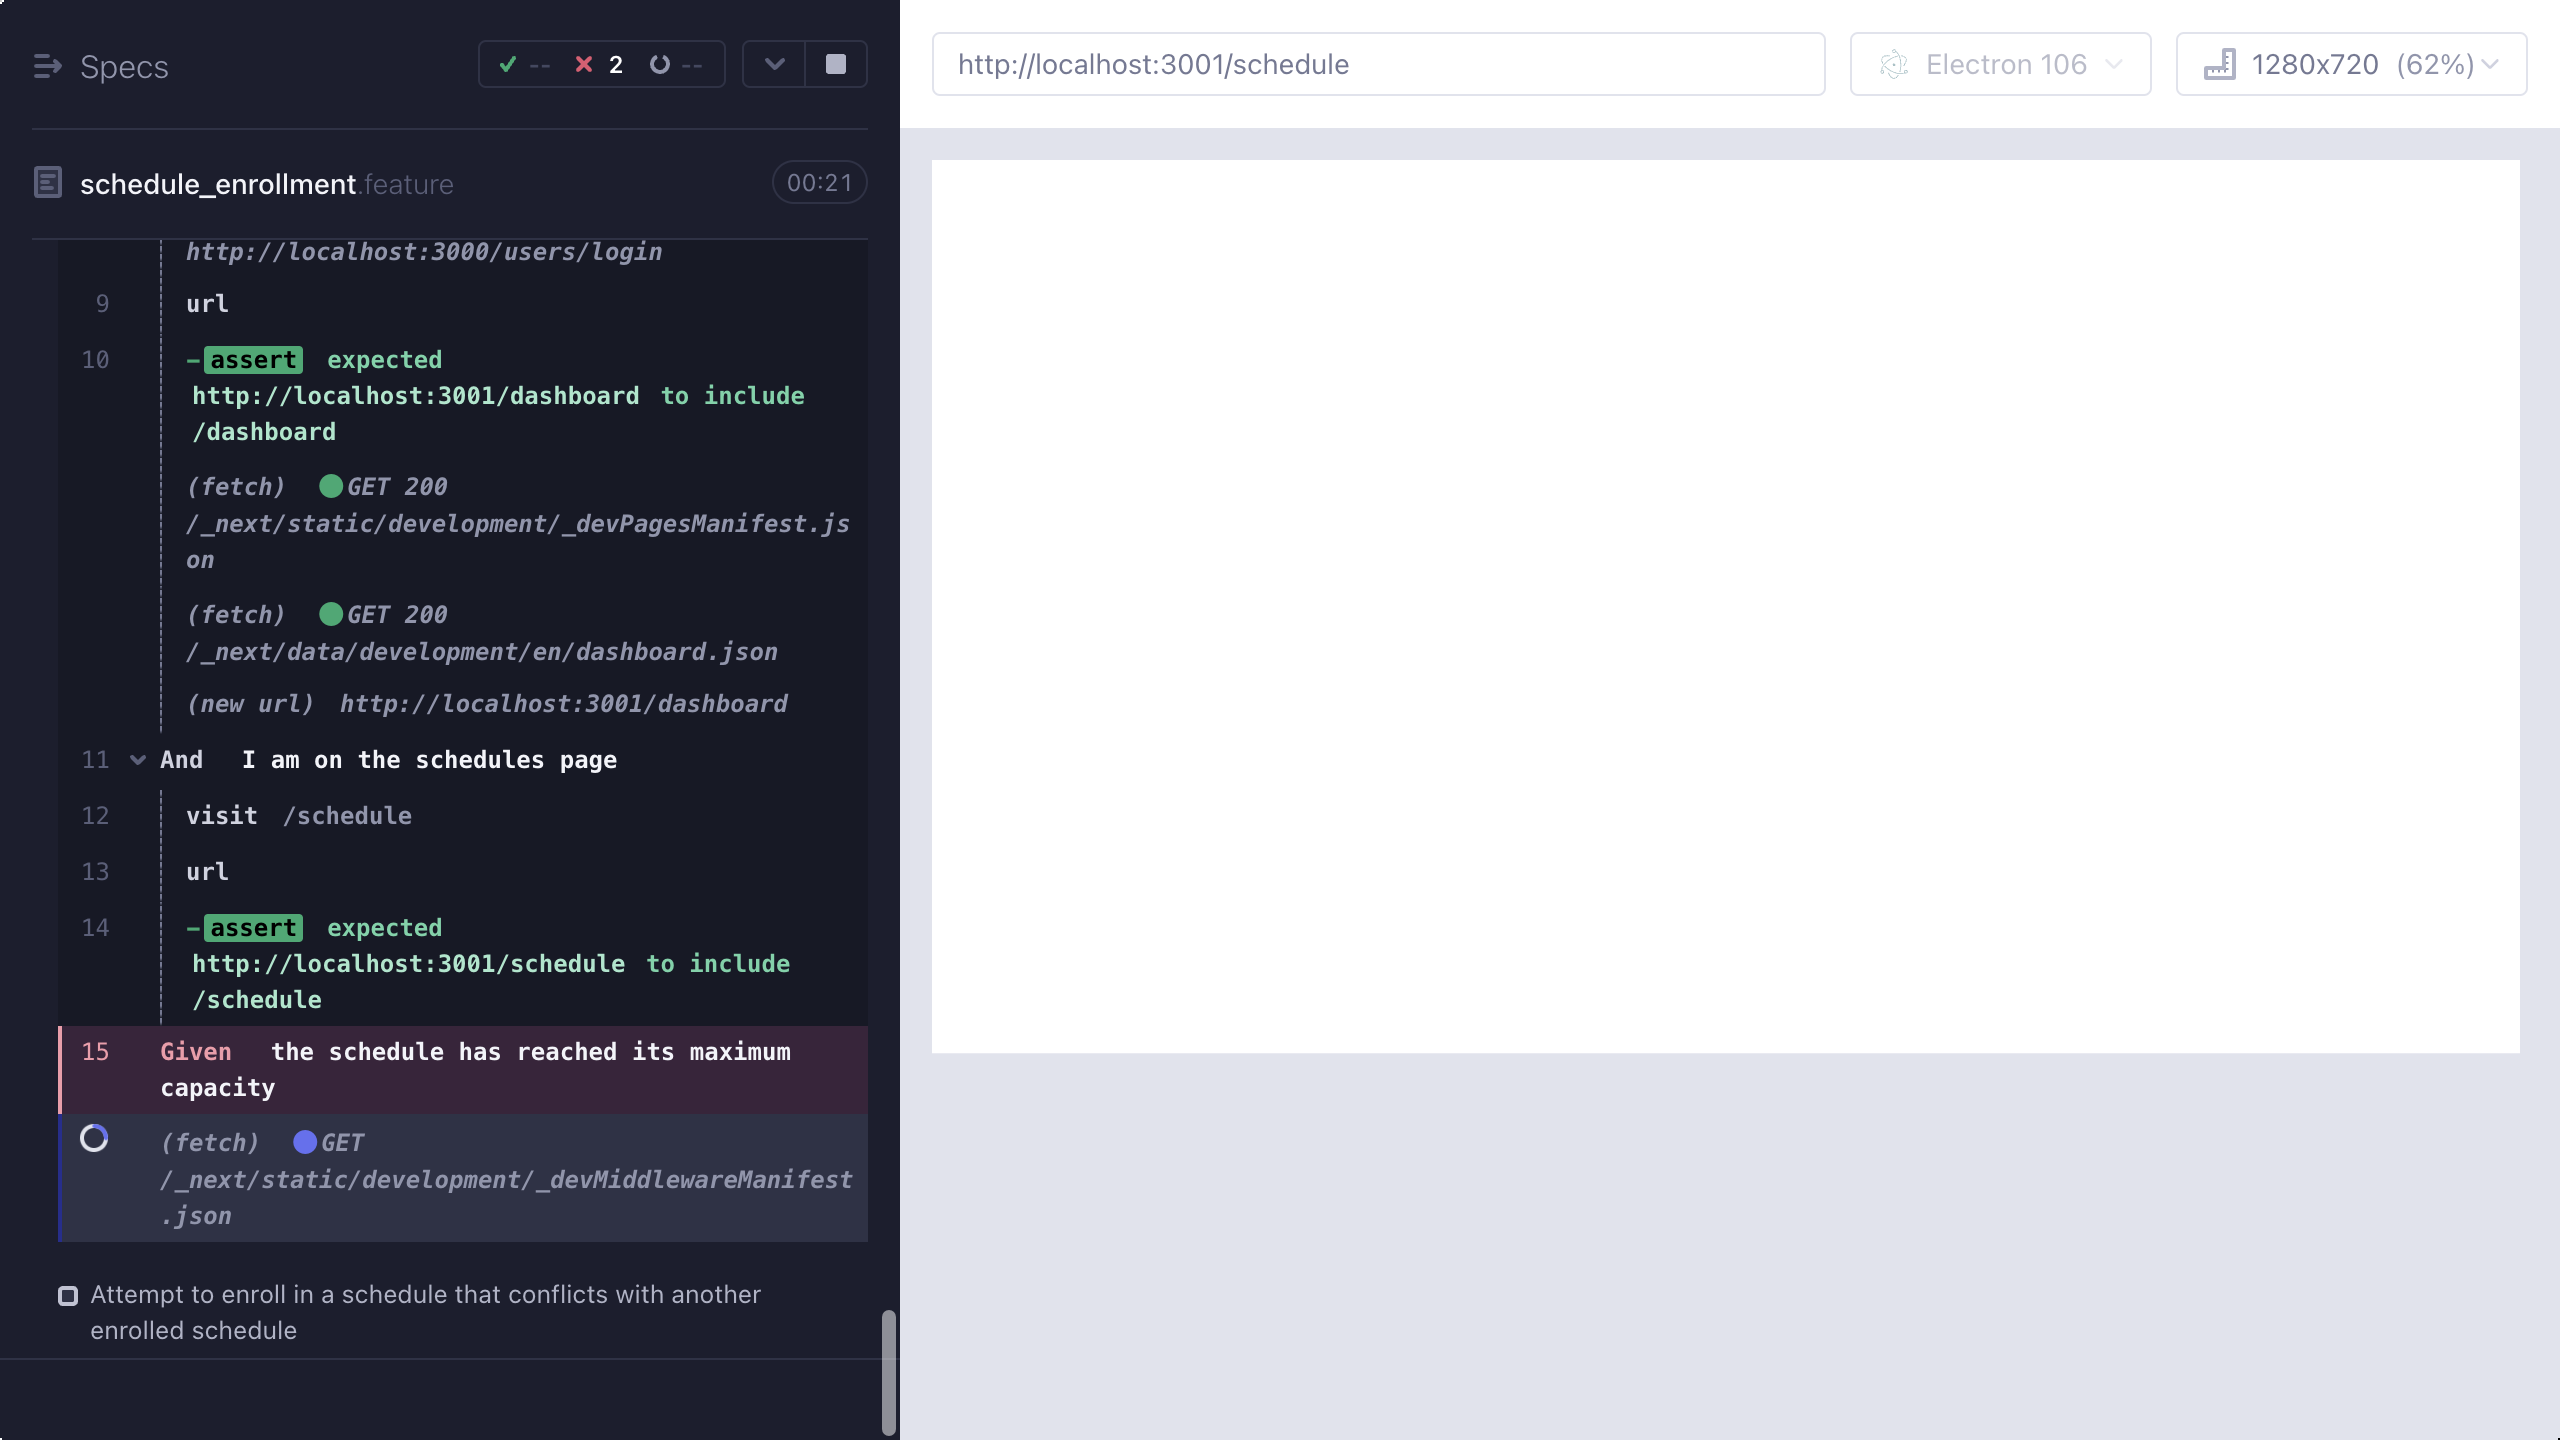 Specs
-- 2 --
http://localhost:3001/schedule
Electron 106
1280x720 (62%)
schedule_enrollment.feature
00:21
http://localhost:3000/users/login
9 url
10 -assert expected
http://localhost:3001/dashboard to include
/dashboard
(fetch) GET 200
/_next/static/development/_devPagesManifest.js
on
(fetch) GET 200
/_next/data/development/en/dashboard.json
(new url) http://localhost:3001/dashboard
11 And I am on the schedules page
12 visit /schedule
13 url
14 -assert expected
http://localhost:3001/schedule to include
/schedule
15 Given the schedule has reached its maximum
capacity
(fetch) GET
/_next/static/development/_devMiddlewareManifest
.json
Attempt to enroll in a schedule that conflicts with another
enrolled schedule